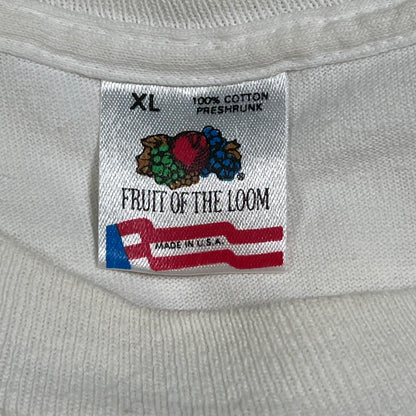 XL 100% COTTON
PRESHRUNK
®
FRUIT OF THE LOOM
MADE IN U.S.A.